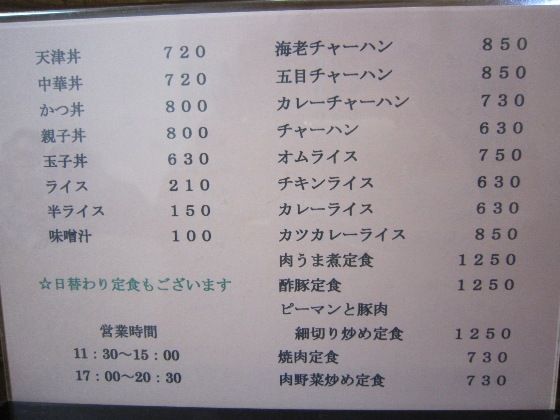 天津丼 720
中華丼 720
かつ丼 800
親子丼 800
玉子丼 630
ライス 210
半ライス 150
味噌汁 100
☆日替わり定食もございます
営業時間
11：30〜15：00
17：00〜20：30
海老チャーハン 850
五目チャーハン 850
カレーチャーハン 730
チャーハン 630
オムライス 750
チキンライス 630
カレーライス 630
カツカレーライス 850
肉うま煮定食 1250
酢豚定食 1250
ピーマンと豚肉
細切り炒め定食 1250
焼肉定食 730
肉野菜炒め定食 730